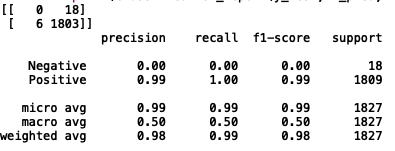 [[   0   18]
 [   6 1803]]
              precision    recall  f1-score   support
    Negative       0.00      0.00      0.00        18
    Positive       0.99      1.00      0.99      1809
   micro avg       0.99      0.99      0.99      1827
   macro avg       0.50      0.50      0.50      1827
weighted avg       0.98      0.99      0.98      1827